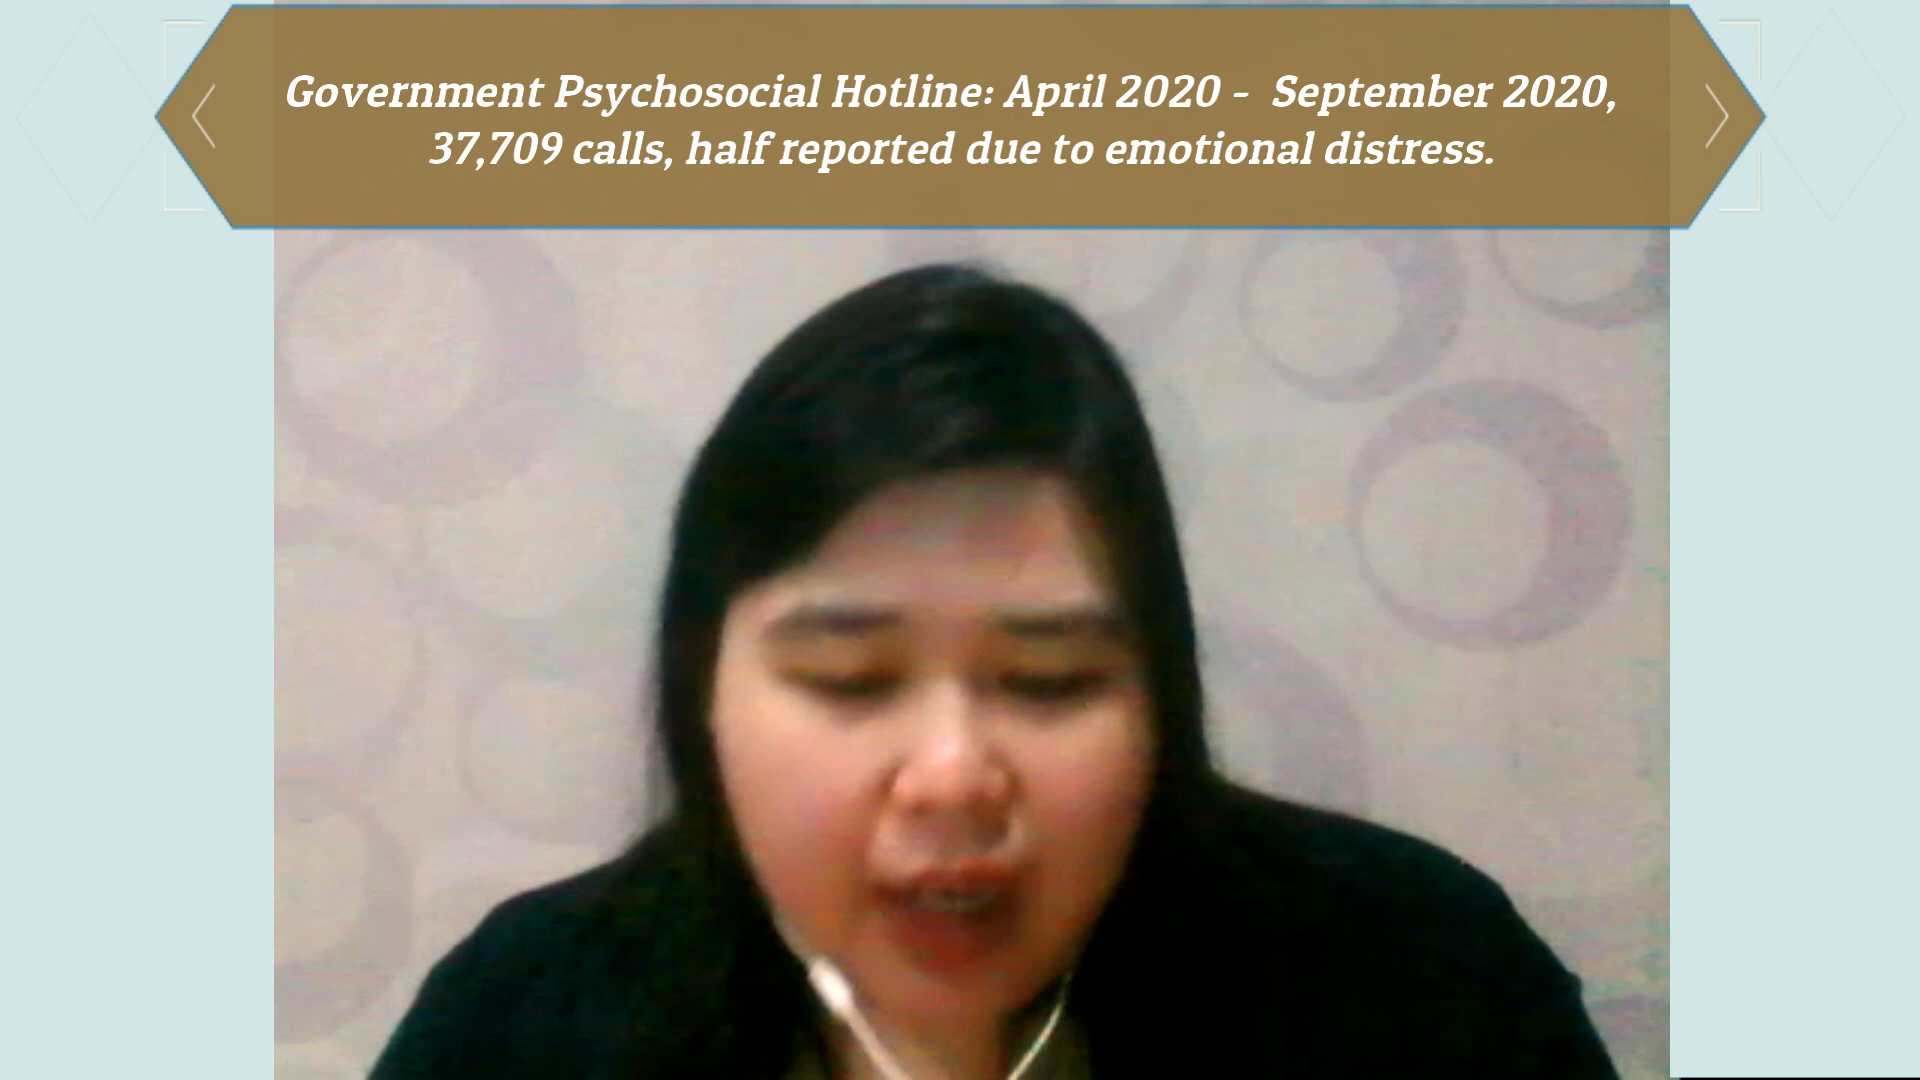 Government Psychosocial Hotline: April 2020 - September 2020,
37,709 calls, half reported due to emotional distress.